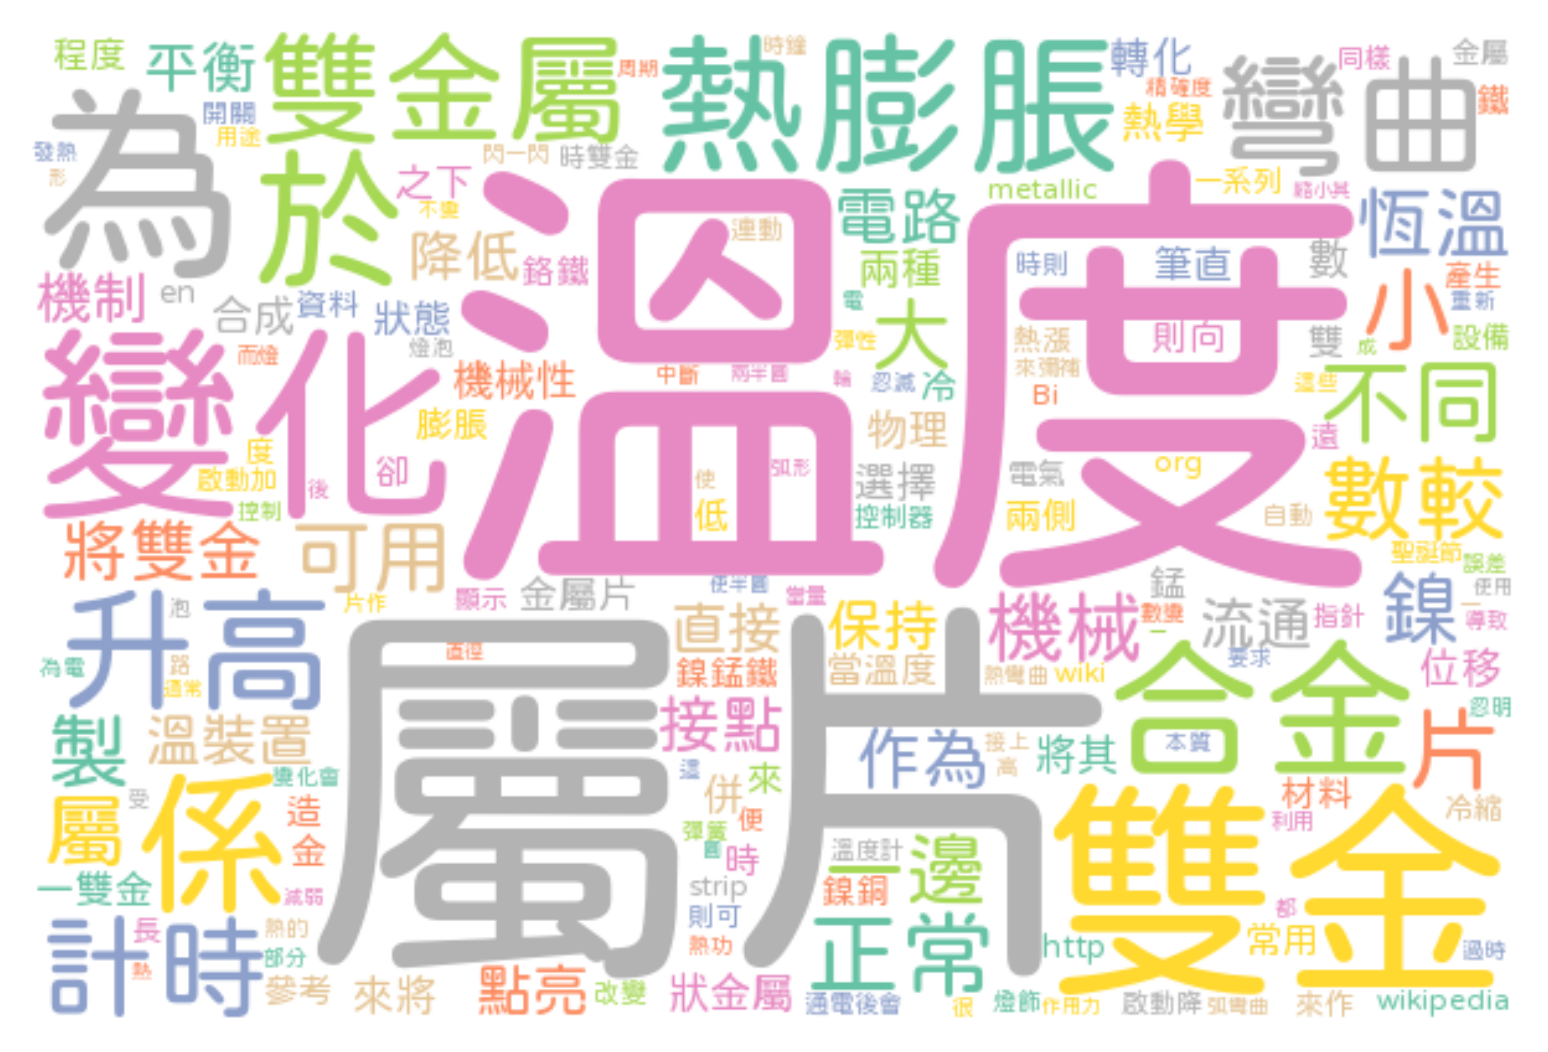 程度
平衡
雙金屬
周期
熱膨脹
時鐘
轉化
同樣
金屬
彎曲
精確度
鐵
開關
用途
熱學
為
發熱
形
閃一閃
時雙金
於
之下
不變
metallic
一系列
縮小其
電路
恆溫
溫度
連動
降低
鉻鐵
兩種
時則
筆直
數
小
產生
重新
機制
en
合成
資料
狀態
電
大
則向
設備
變化
而燈
燈泡
彈性
熱漲
來彌補
雙
成
機械性
中斷
兩半圓
輪
忽滅
冷
Bi
這些
不同
膨脹
物理
遠
度
啟動加
卻
後
使
弧形
選擇
電氣
org
數較
控制
低
控制器
兩側
自動
將雙金
可用
聖誕節
誤差
升高
泡
片作
顯示
金屬片
使半圓
當量
錳
鎳
使用
一
導致
直接
保持
機械
數變
一
流通
指針
為電
路
通常
直徑
鎳錳鐵
當溫度
熱彎曲
wiki
要求
合金
位移
屬片
製
溫裝置
接點
作為
接上
高
將其
本質
片
忽明
變化會
這
來
屬
係
受
造
併
彈簧
便
材料
利用
冷縮
金
圓
時
溫度計
一邊
雙金
一雙金
減弱
strip
鎳銅
都
計時
長
熱的
則可
正常
http
常用
過時
熱
部分
熱功
參考
來將
點亮
改變
狀金屬
通電後會
很
燈飾
作用力
啟動降
弧彎曲
來作
wikipedia